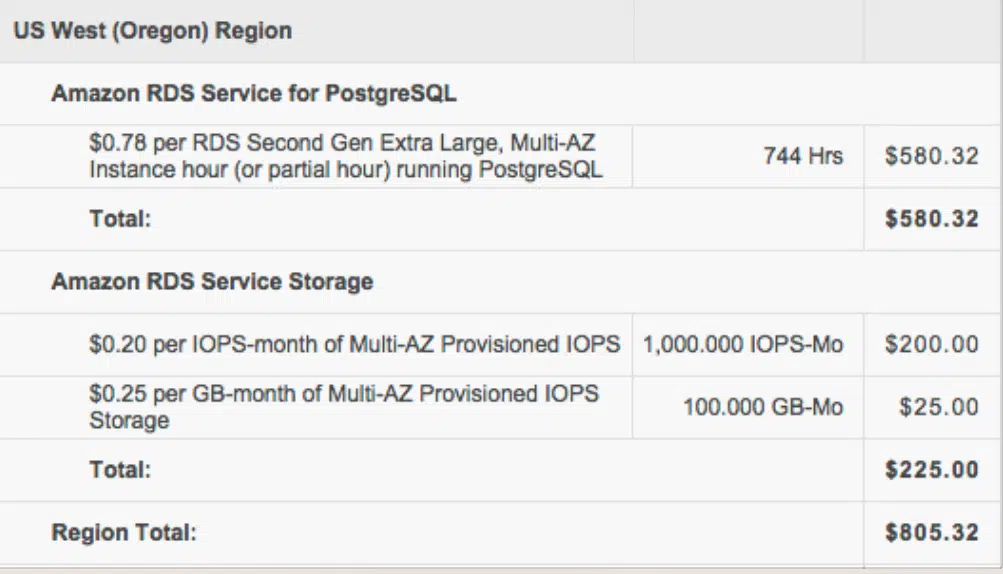 US West (Oregon) Region
Amazon RDS Service for PostgreSQL
$0.78 per RDS Second Gen Extra Large, Multi-AZ
Instance hour (or partial hour) running PostgreSQL
744 Hrs
$580.32
Total:
$580.32
Amazon RDS Service Storage
$0.20 per IOPS-month of Multi-AZ Provisioned IOPS
1,000.000 IOPS-Mo
$200.00
$0.25 per GB-month of Multi-AZ Provisioned IOPS
Storage
100.000 GB-Mo
$25.00
Total:
$225.00
Region Total:
$805.32